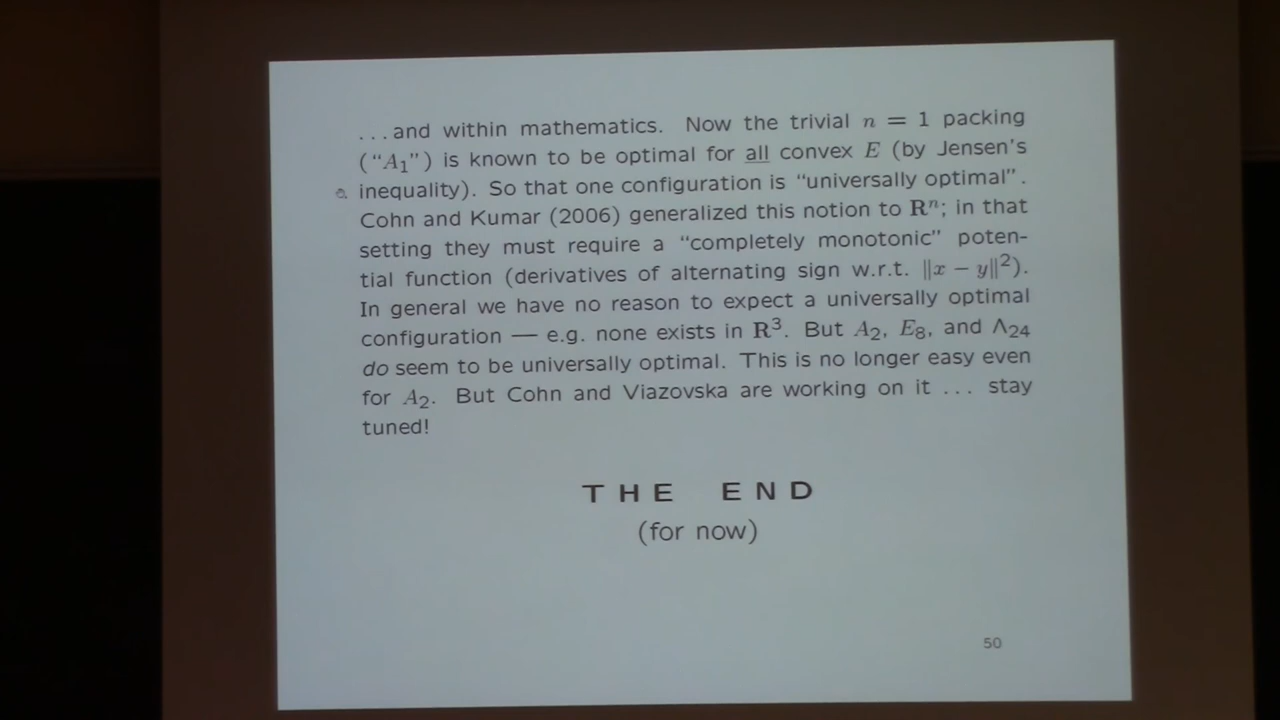 ...and within mathematics. Now the trivial n = 1 packing
("A₁") is known to be optimal for all convex E (by Jensen's
inequality). So that one configuration is "universally optimal".
Cohn and Kumar (2006) generalized this notion to Rⁿ; in that
setting they must require a "completely monotonic" poten-
tial function (derivatives of alternating sign w.r.t. ||x − y||²).
In general we have no reason to expect a universally optimal
configuration — e.g. none exists in R³. But A₂, E₈, and Λ₂₄
do seem to be universally optimal. This is no longer easy even
for A₂. But Cohn and Viazovska are working on it ... stay
tuned!
THE END
(for now)
50